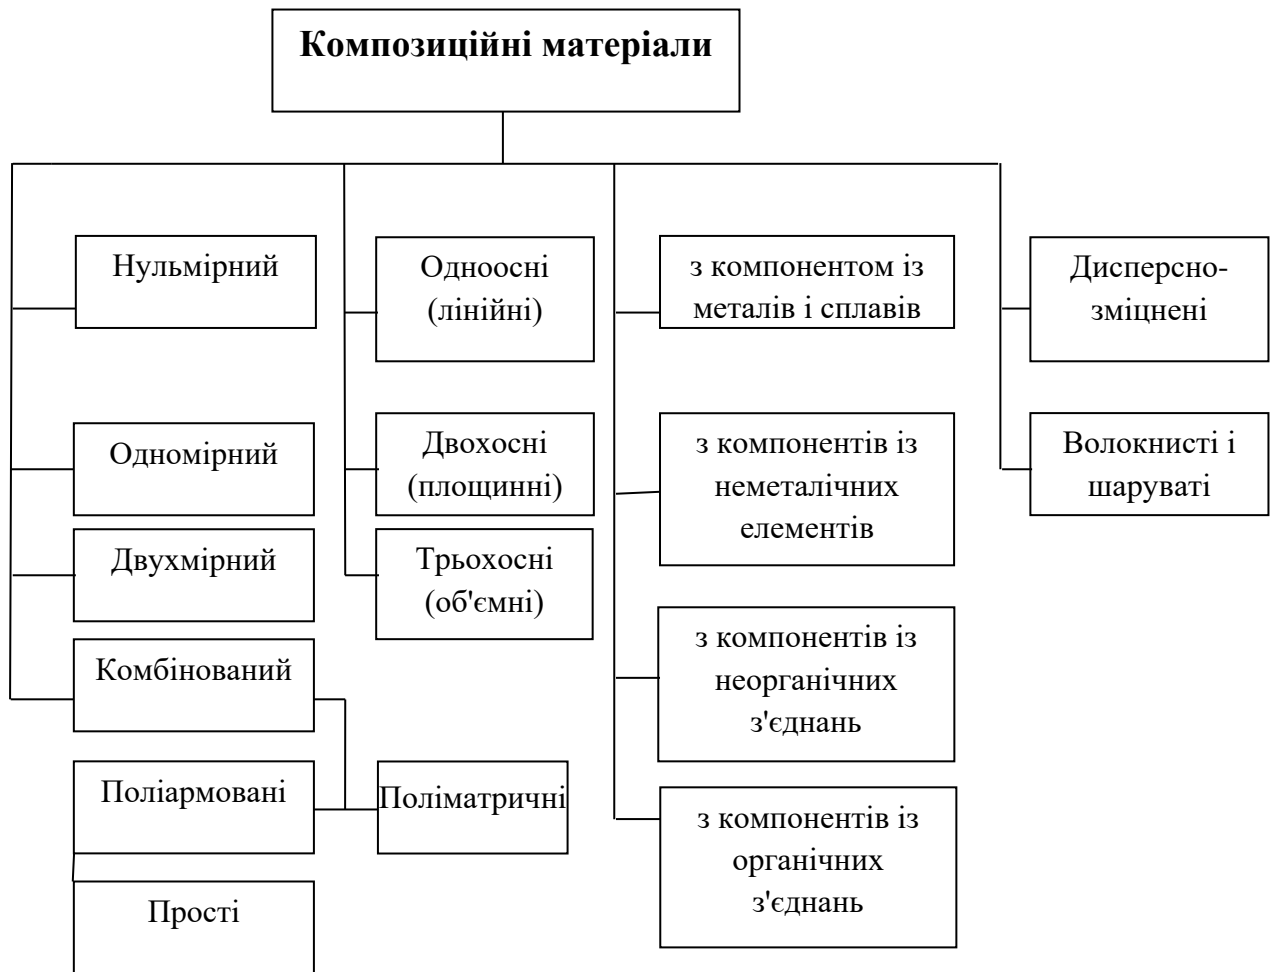 Композиційні матеріали
Нульмірний
Одномірний
Двухмірний
Комбінований
Поліармовані
Прості
Одноосні
(лінійні)
Двохосні
(площинні)
Трьохосні
(об'ємні)
Поліматричні
з компонентом із
металів і сплавів
з компонентів із
неметалічних
елементів
з компонентів із
неорганічних
з'єднань
з компонентів із
органічних
з'єднань
Дисперсно-
зміцнені
Волокнисті і
шаруваті